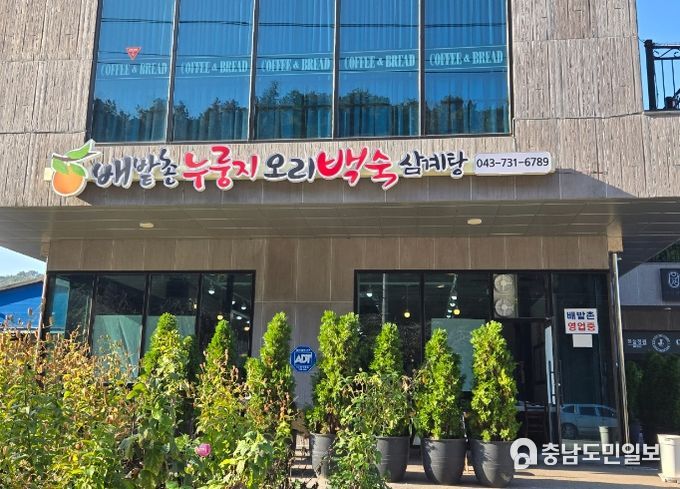 COFFEE & BREAD COFFEE & BREAD COFFEE & BREAD COFFEE & BREAD COFFEE & BREAD
배밭촌 누룽지 오리 백숙 삼계탕 043-731-6789
배밭촌
영업중
ADT
충남도민일보